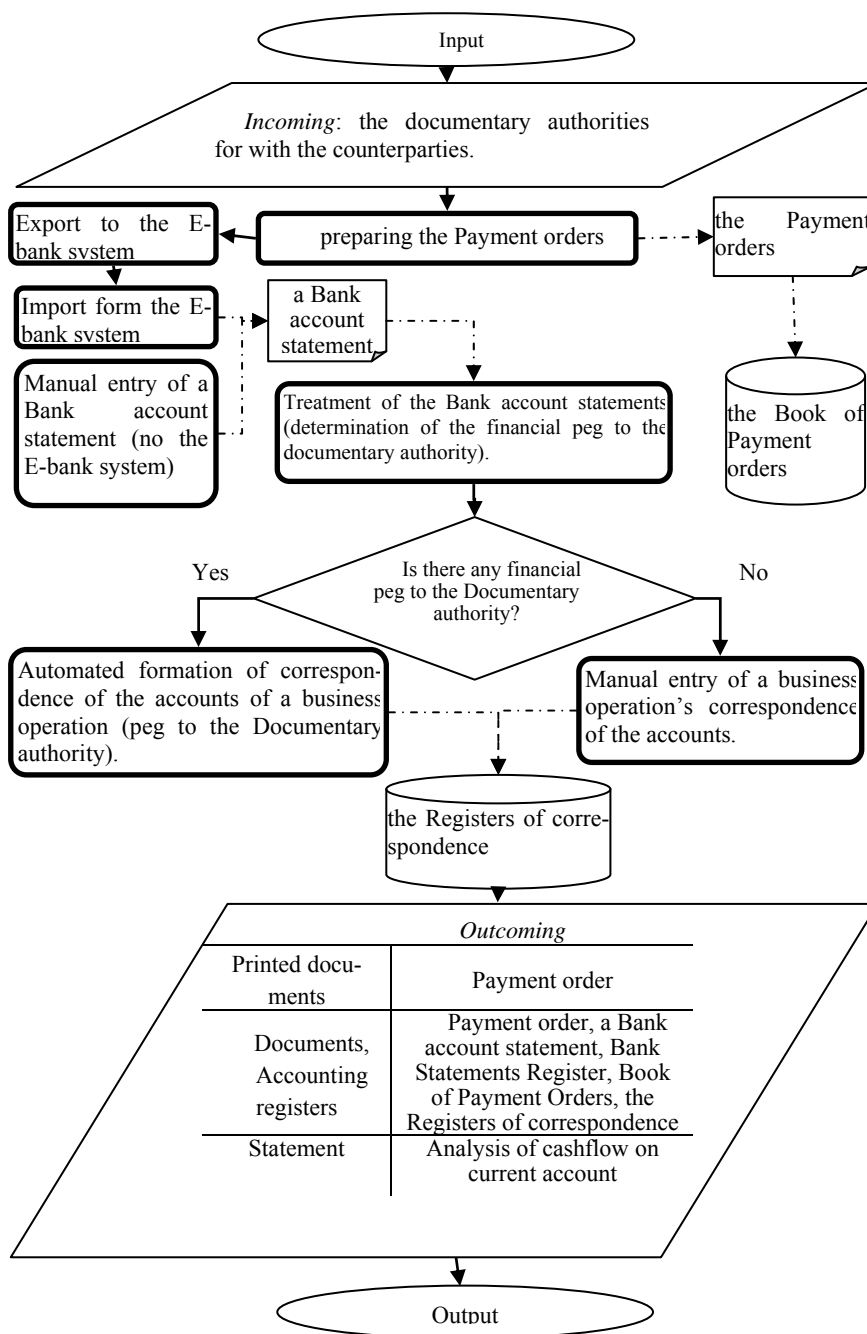 Input
Incoming: the documentary authorities
for with the counterparties.
Export to the E-
bank system
preparing the Payment orders
the Payment
orders
Import form the E-
bank system
a Bank
account
statement
Manual entry of a
Bank account
statement (no the
E-bank system)
Treatment of the Bank account statements
(determination of the financial peg to the
documentary authority).
the Book of
Payment
orders
Yes
Is there any financial
peg to the Documentary
authority?
No
Automated formation of correspon-
dence of the accounts of a business
operation (peg to the Documentary
authority).
Manual entry of a business
operation's correspondence
of the accounts.
the Registers of corre-
spondence
Outcoming
Printed docu-
ments
Payment order
Documents,
Accounting
registers
Payment order, a Bank
account statement, Bank
Statements Register, Book
of Payment Orders, the
Registers of correspondence
Statement
Analysis of cashflow on
current account
Output